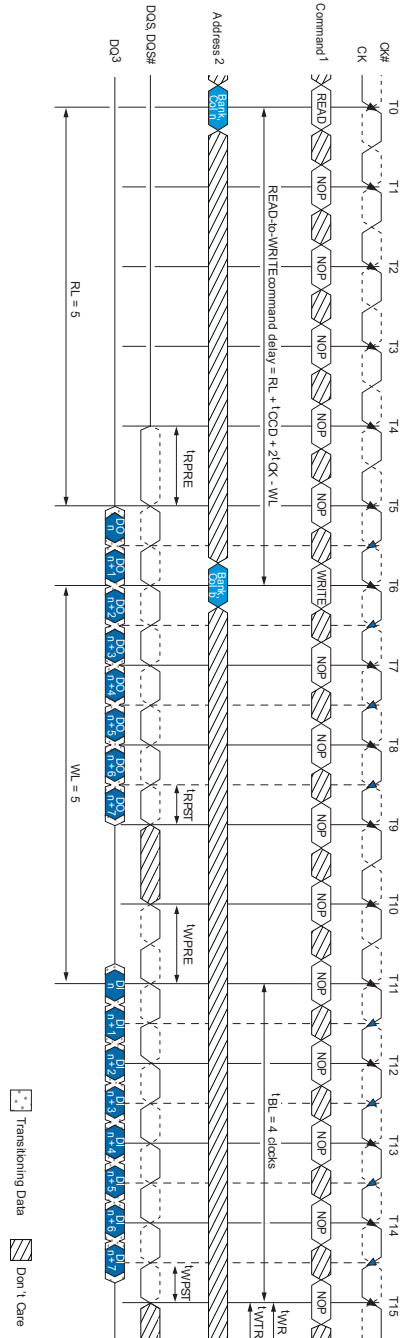 T0 T1 T2 T3 T4 T5 T6 T7 T8 T9 T10 T11 T12 T13 T14 T15
CK#
CK
Command 1 READ NOP NOP NOP NOP NOP WRITE NOP NOP NOP NOP NOP NOP NOP NOP NOP
tWR
tWTR
READ-to-WRITE command delay = RL + tCCD + 2tCK - WL
tBL = 4 clocks
Address 2 Bank, Col n Bank, Col b
tRPRE tRPST tWPRE tWPST
DQS, DQS#
DQ 3 DO n DO n+1 DO n+2 DO n+3 DO n+4 DO n+5 DO n+6 DO n+7 DI n DI n+1 DI n+2 DI n+3 DI n+4 DI n+5 DI n+6 DI n+7
RL = 5 WL = 5
Transitioning Data Don't Care